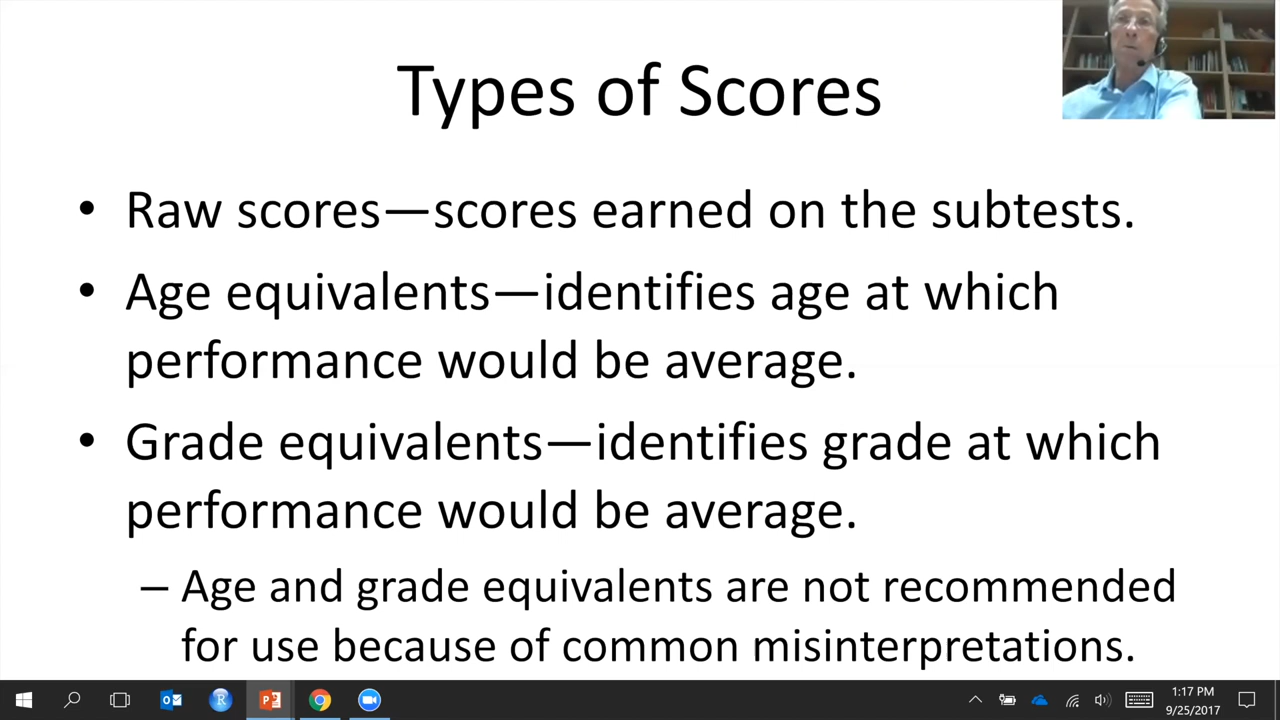 Types of Scores
• Raw scores—scores earned on the subtests.
• Age equivalents—identifies age at which
performance would be average.
• Grade equivalents—identifies grade at which
performance would be average.
– Age and grade equivalents are not recommended
for use because of common misinterpretations.
1:17 PM
9/25/2017